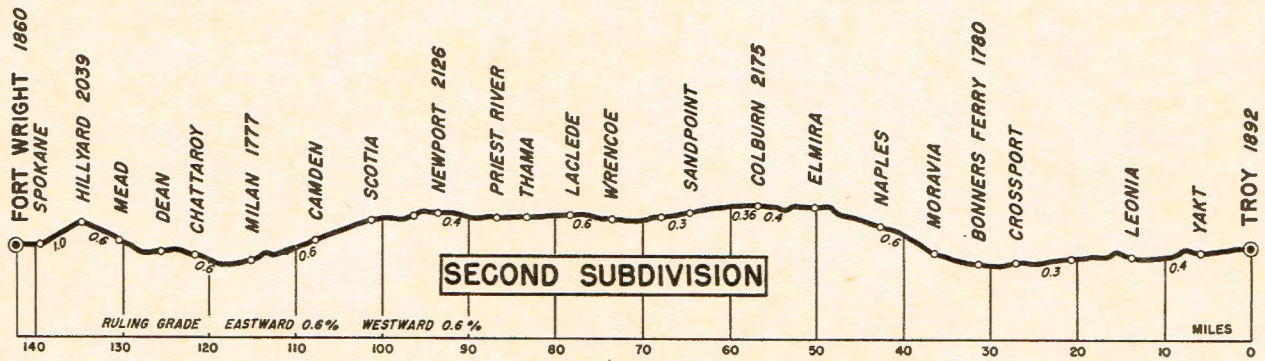 FORT WRIGHT 1860
SPOKANE
HILLYARD 2039
MEAD
DEAN
CHATTAROY
MILAN 1777
CAMDEN
SCOTIA
NEWPORT 2126
PRIEST RIVER
THAMA
LACLEDE
WRENCOE
SANDPOINT
COLBURN 2175
ELMIRA
NAPLES
MORAVIA
BONNERS FERRY 1780
CROSSPORT
LEONIA
YAKT
TROY 1892
1.0 0.6 0.6 0.6 0.4 0.6 0.3 0.36 0.4 0.6 0.3 0.4
SECOND SUBDIVISION
RULING GRADE EASTWARD 0.6% WESTWARD 0.6%
MILES
140 130 120 110 100 90 80 70 60 50 40 30 20 10 0